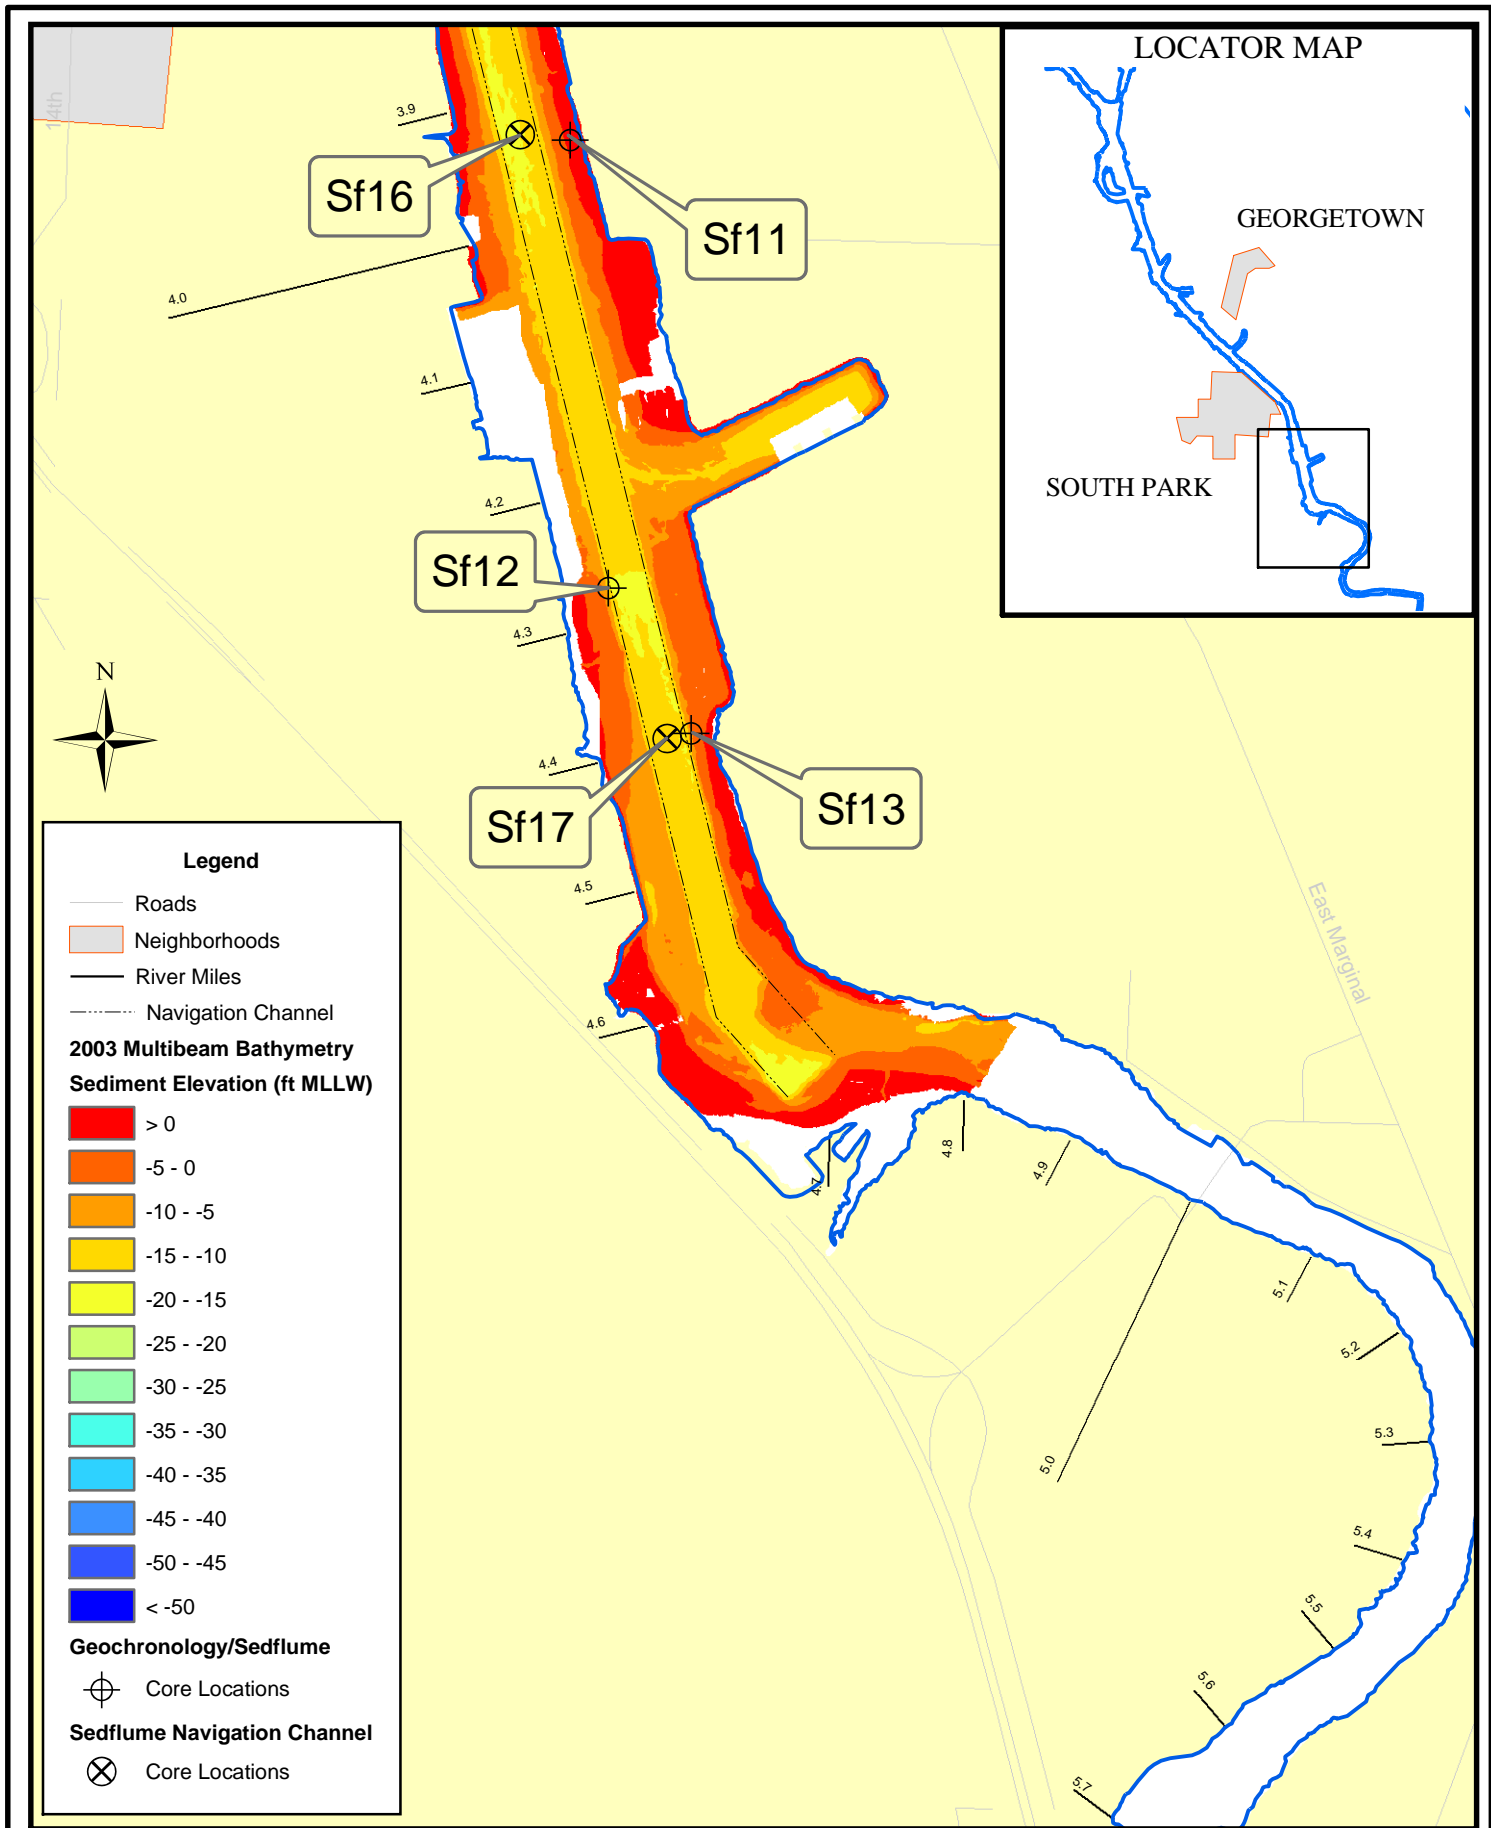 LOCATOR MAP
GEORGETOWN
SOUTH PARK
14th
3.9
Sf16
Sf11
4.0
4.1
4.2
Sf12
4.3
N
4.4
Sf17
Sf13
4.5
East Marginal
4.6
4.7
4.8
4.9
5.0
5.1
5.2
5.3
5.4
5.5
5.6
5.7
Legend
Roads
Neighborhoods
River Miles
Navigation Channel
2003 Multibeam Bathymetry
Sediment Elevation (ft MLLW)
> 0
-5 - 0
-10 - -5
-15 - -10
-20 - -15
-25 - -20
-30 - -25
-35 - -30
-40 - -35
-45 - -40
-50 - -45
< -50
Geochronology/Sedflume
Core Locations
Sedflume Navigation Channel
Core Locations